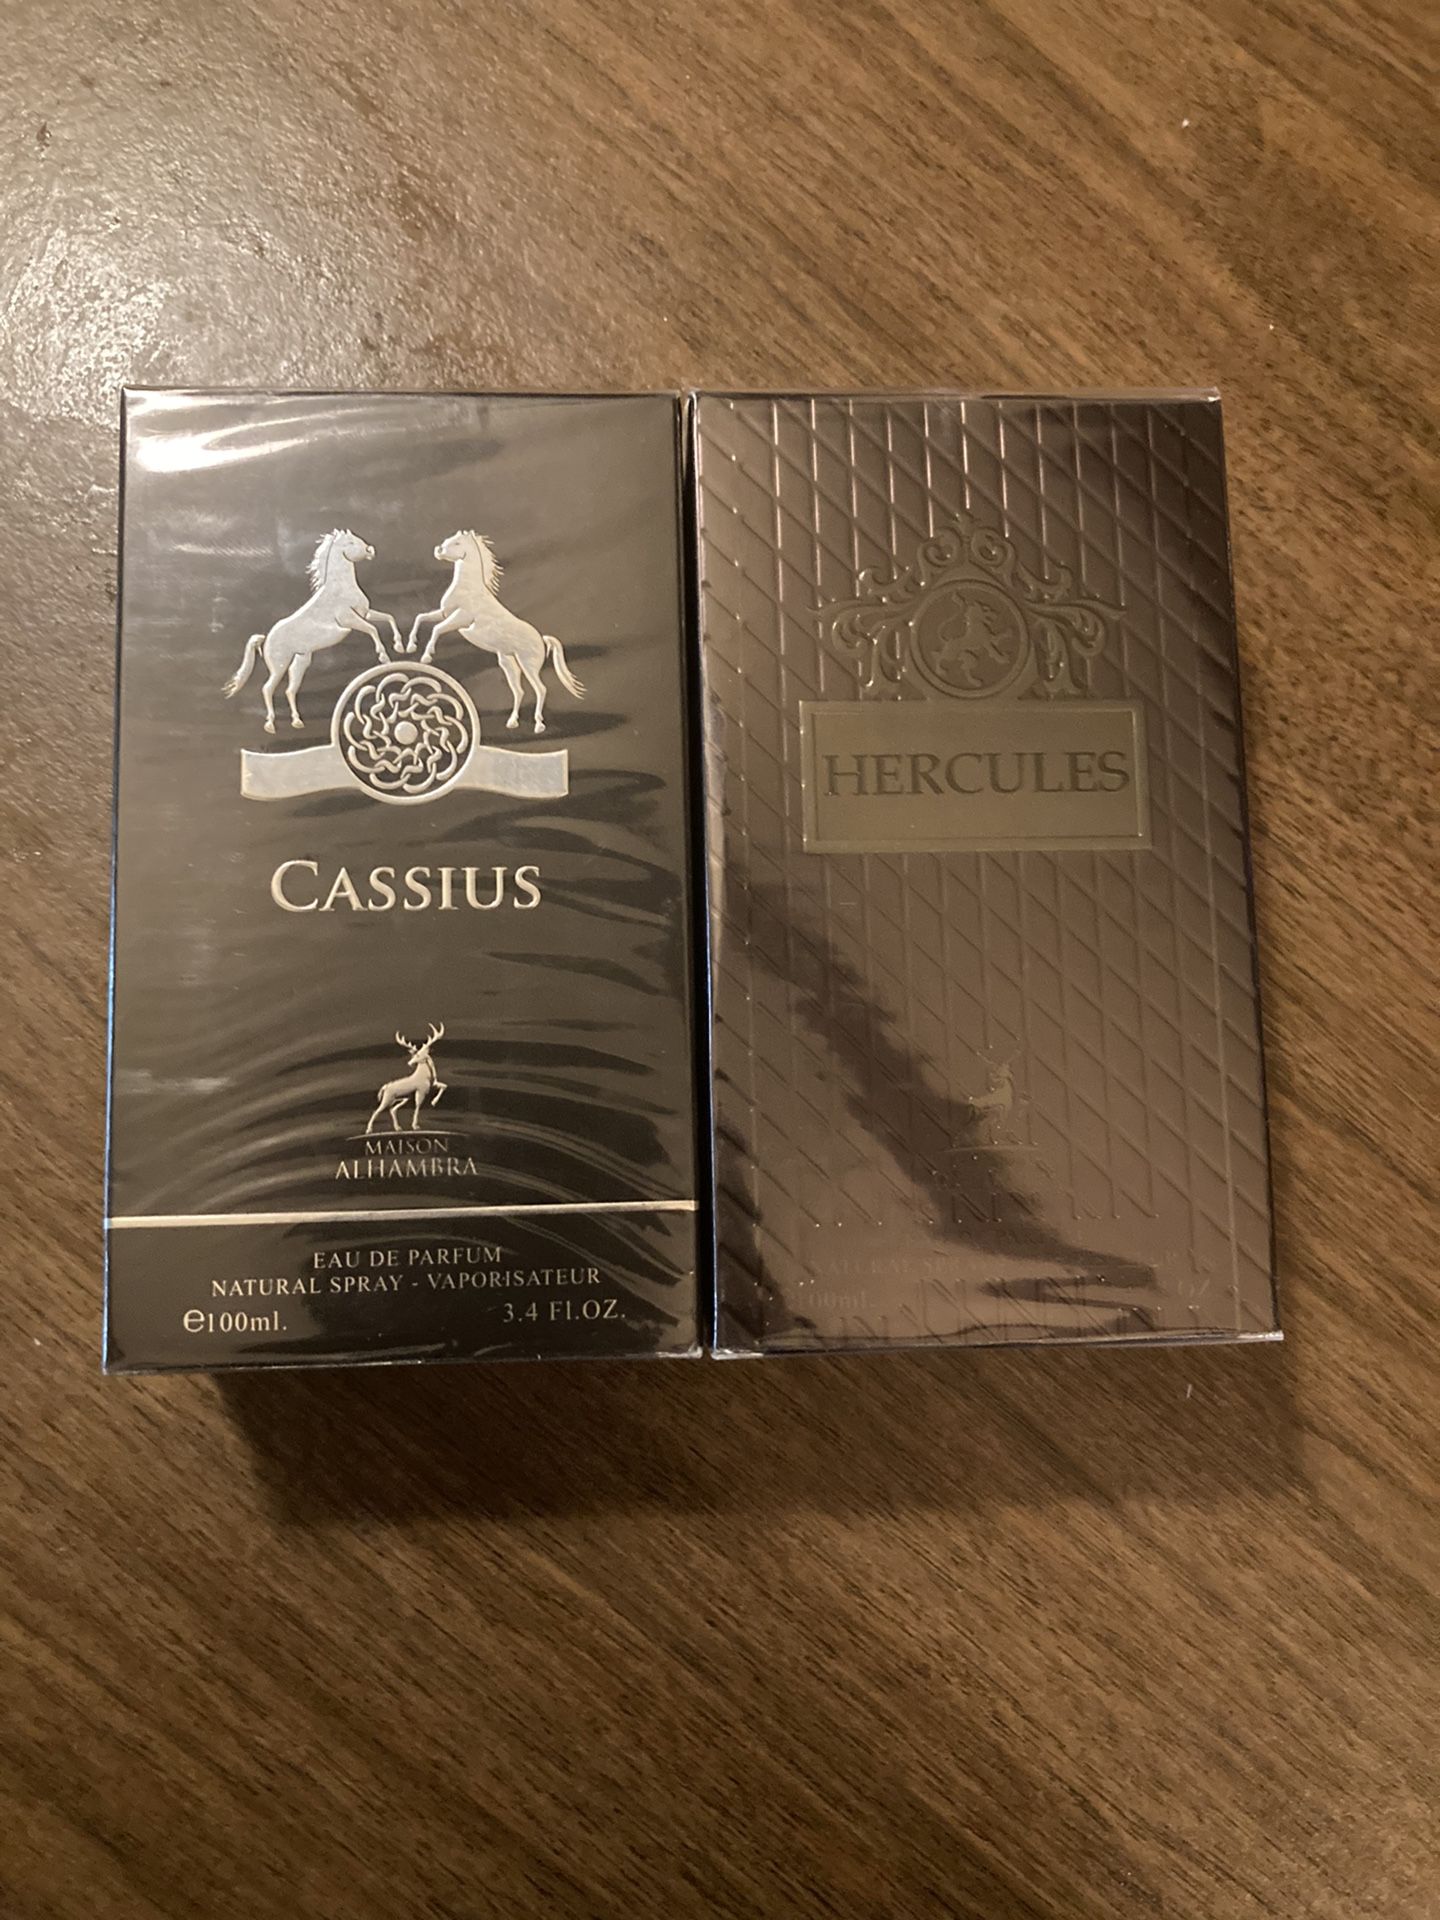 CASSIUS
MAISON
ALHAMBRA
EAU DE PARFUM
NATURAL SPRAY - VAPORISATEUR
℮100ml.
3.4 Fl.OZ.
HERCULES